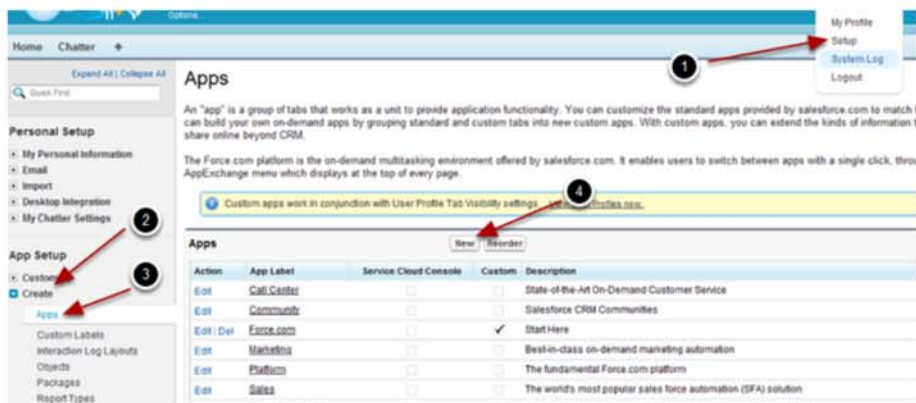 Options...
My Profile
Setup
System Log
Logout
Home Chatter +
1
Expand All | Collapse All
Quick Find
Apps
An "app" is a group of tabs that works as a unit to provide application functionality. You can customize the standard apps provided by salesforce.com to match
can build your own on-demand apps by grouping standard and custom tabs into new custom apps. With custom apps, you can extend the kinds of information
share online beyond CRM.
The Force.com platform is the on-demand multitasking environment offered by salesforce.com. It enables users to switch between apps with a single click,
AppExchange menu which displays at the top of every page.
Personal Setup
My Personal Information
Email
Import
Desktop Integration
My Chatter Settings
2
4
Custom apps work in conjunction with User Profile Tab Visibility settings. Profiles now.
App Setup
3
Create
Apps
Custom Labels
Interaction Log Layouts
Objects
Packages
Report Types
Apps New Reorder
Action App Label Service Cloud Console Custom Description
Edit Call Center State-of-the-Art On-Demand Customer Service
Edit Community Salesforce CRM Communities
Edit | Del Force.com ✓ Start Here
Edit Marketing Best-in-class on-demand marketing automation
Edit Platform The fundamental Force.com platform
Edit Sales The world's most popular sales force automation (SFA) solution